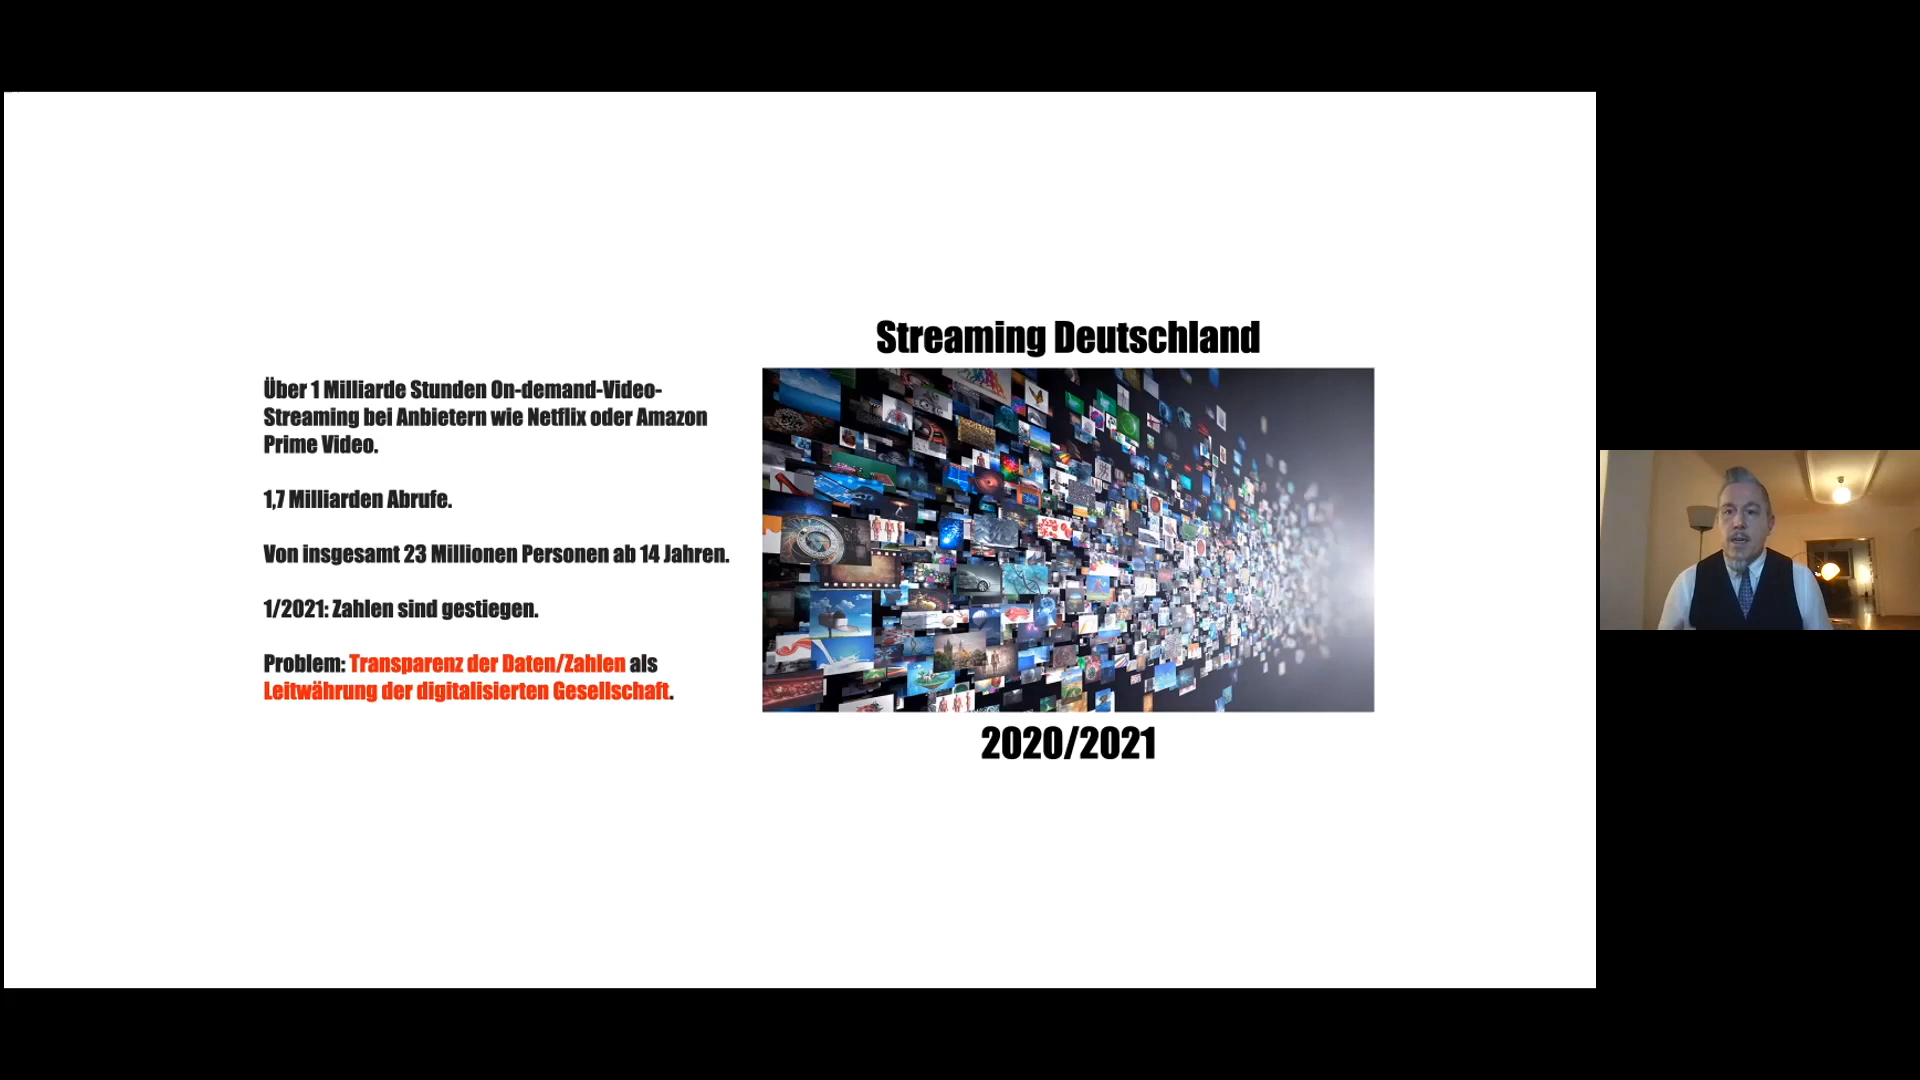 Streaming Deutschland
Über 1 Milliarde Stunden On-demand-Video-
Streaming bei Anbietern wie Netflix oder Amazon
Prime Video.
1,7 Milliarden Abrufe.
Von insgesamt 23 Millionen Personen ab 14 Jahren.
1/2021: Zahlen sind gestiegen.
Problem: Transparenz der Daten/Zahlen als
Leitwährung der digitalisierten Gesellschaft.
2020/2021